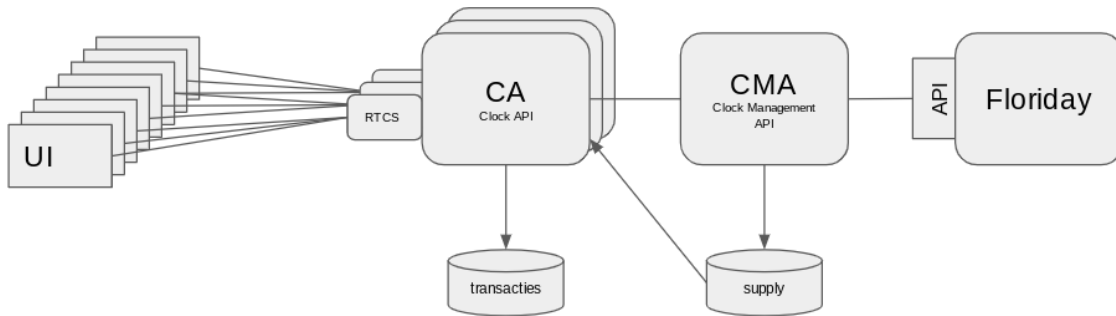 UI
RTCS
CA
Clock API
CMA
Clock Management
API
API
Floriday
transacties
supply